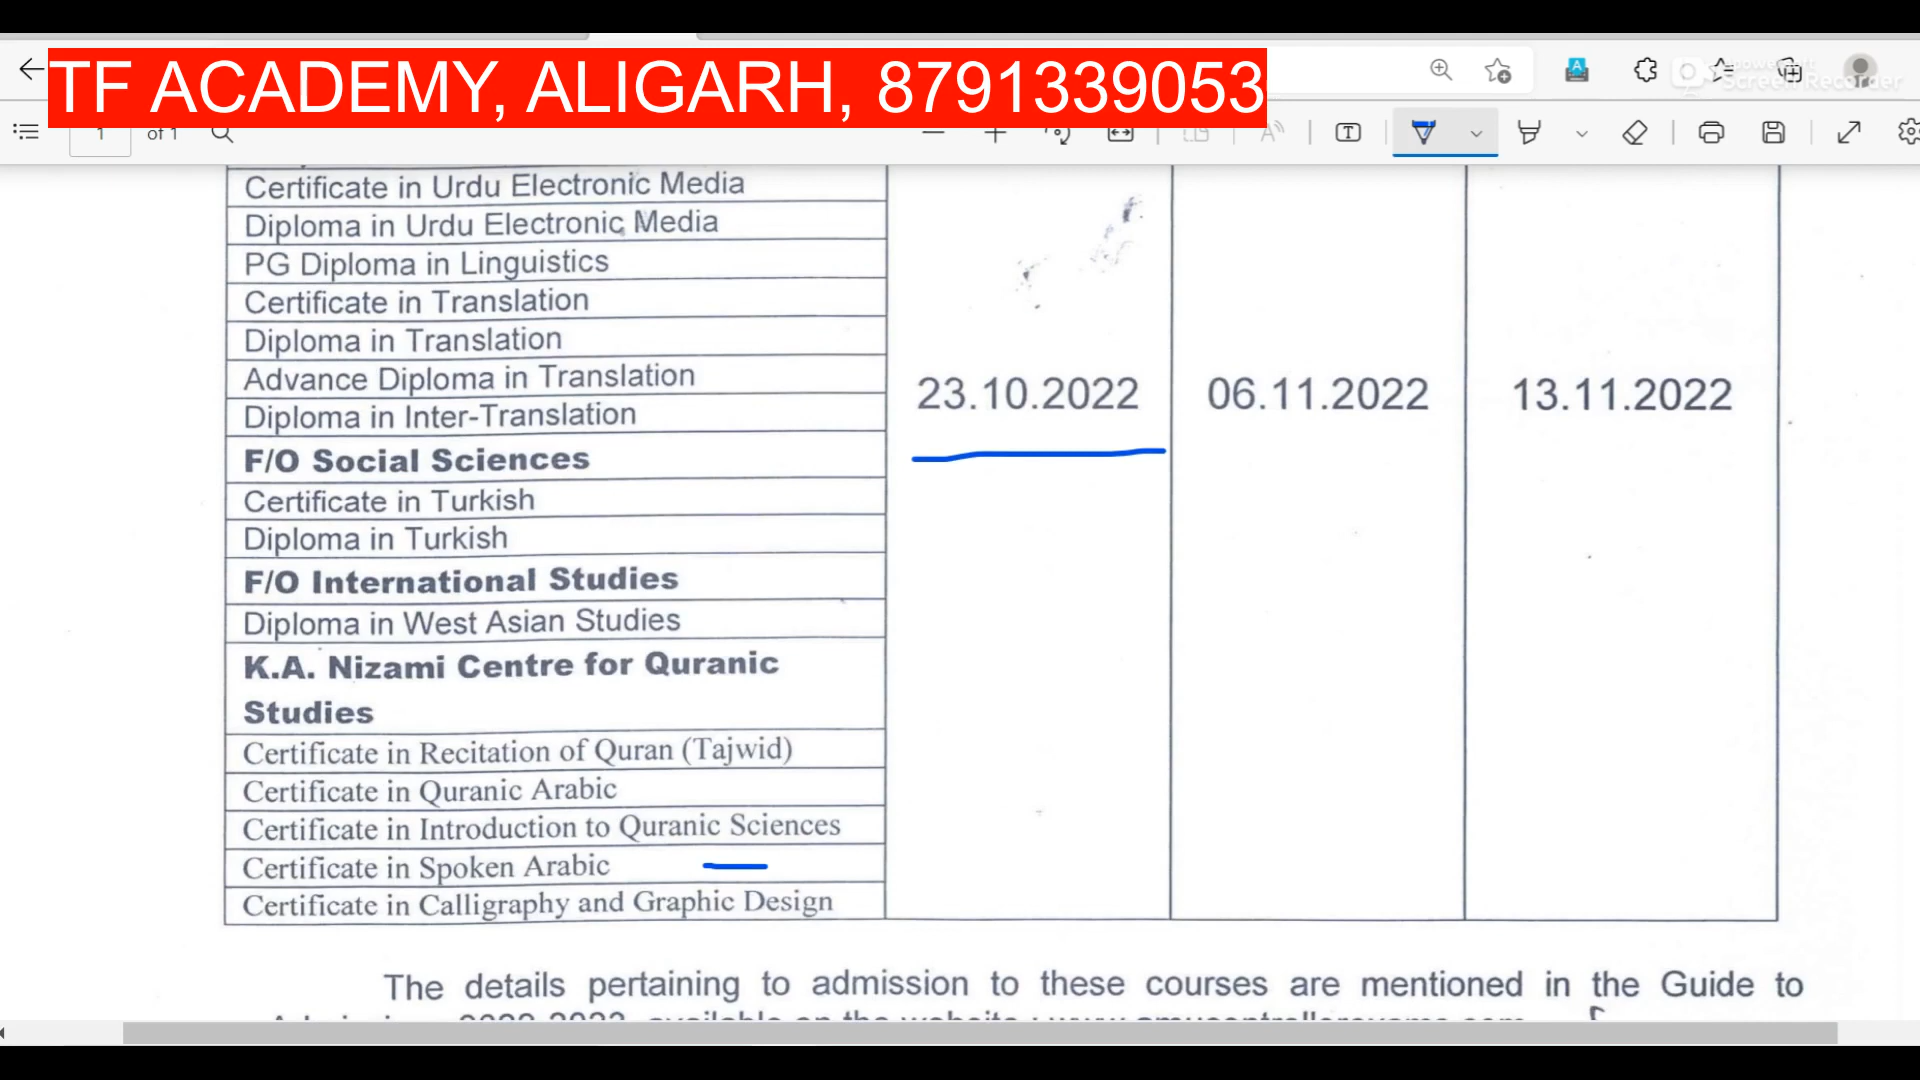 TF ACADEMY, ALIGARH, 8791339053
1 of 1
Certificate in Urdu Electronic Media
Diploma in Urdu Electronic Media
PG Diploma in Linguistics
Certificate in Translation
Diploma in Translation
Advance Diploma in Translation
Diploma in Inter-Translation
23.10.2022 06.11.2022 13.11.2022
F/O Social Sciences
Certificate in Turkish
Diploma in Turkish
F/O International Studies
Diploma in West Asian Studies
K.A. Nizami Centre for Quranic
Studies
Certificate in Recitation of Quran (Tajwid)
Certificate in Quranic Arabic
Certificate in Introduction to Quranic Sciences
Certificate in Spoken Arabic
Certificate in Calligraphy and Graphic Design
The details pertaining to admission to these courses are mentioned in the Guide to